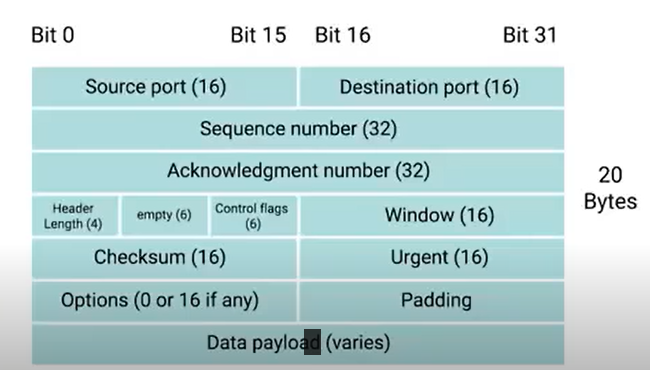 Bit 0 Bit 15 Bit 16 Bit 31
Source port (16) Destination port (16)
Sequence number (32)
Acknowledgment number (32)
Header
Length (4)
empty (6)
Control flags
(6)
Window (16)
20
Bytes
Checksum (16) Urgent (16)
Options (0 or 16 if any) Padding
Data payload (varies)